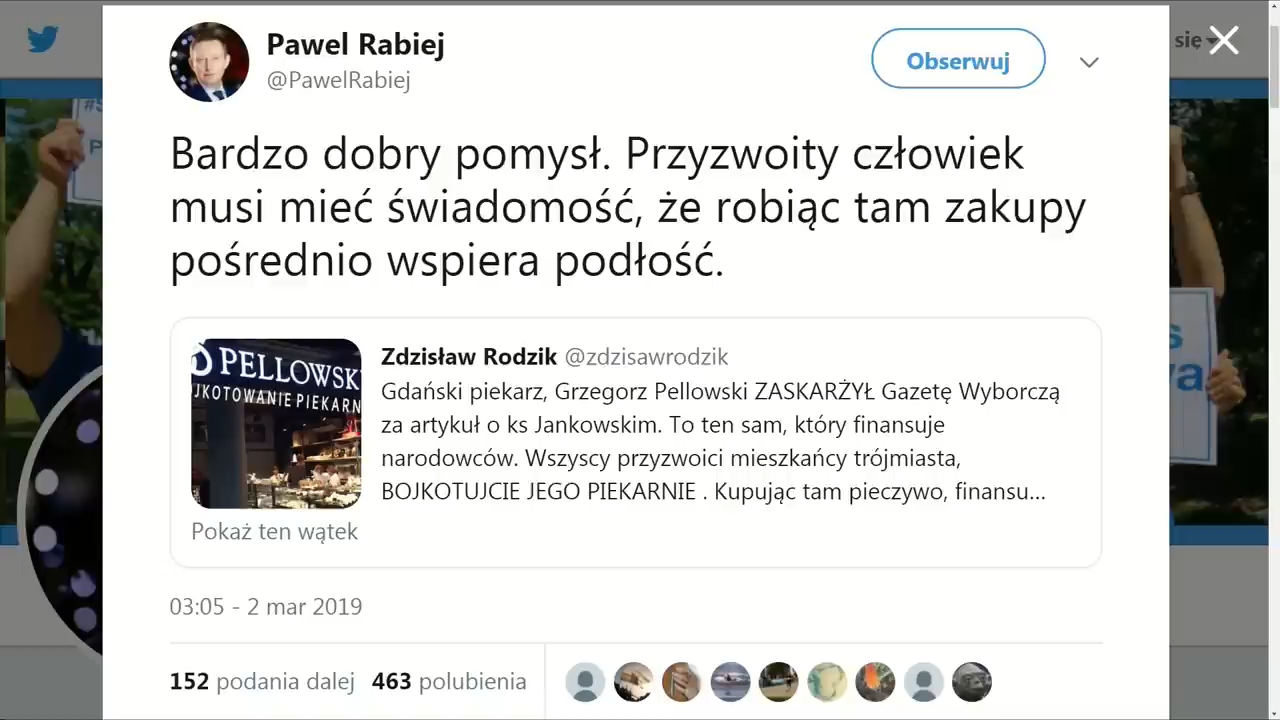 się
Pawel Rabiej
@PawelRabiej
Obserwuj
Bardzo dobry pomysł. Przyzwoity człowiek
musi mieć świadomość, że robiąc tam zakupy
pośrednio wspiera podłość.
PELLOWSK
JKOTOWANIE PIEKARN
Zdzisław Rodzik @zdzisawrodzik
Gdański piekarz, Grzegorz Pellowski ZASKARŻYŁ Gazetę Wyborczą
za artykuł o ks Jankowskim. To ten sam, który finansuje
narodowców. Wszyscy przyzwoici mieszkańcy trójmiasta,
BOJKOTUJCIE JEGO PIEKARNIE . Kupując tam pieczywo, finansu...
Pokaż ten wątek
03:05 - 2 mar 2019
152 podania dalej 463 polubienia